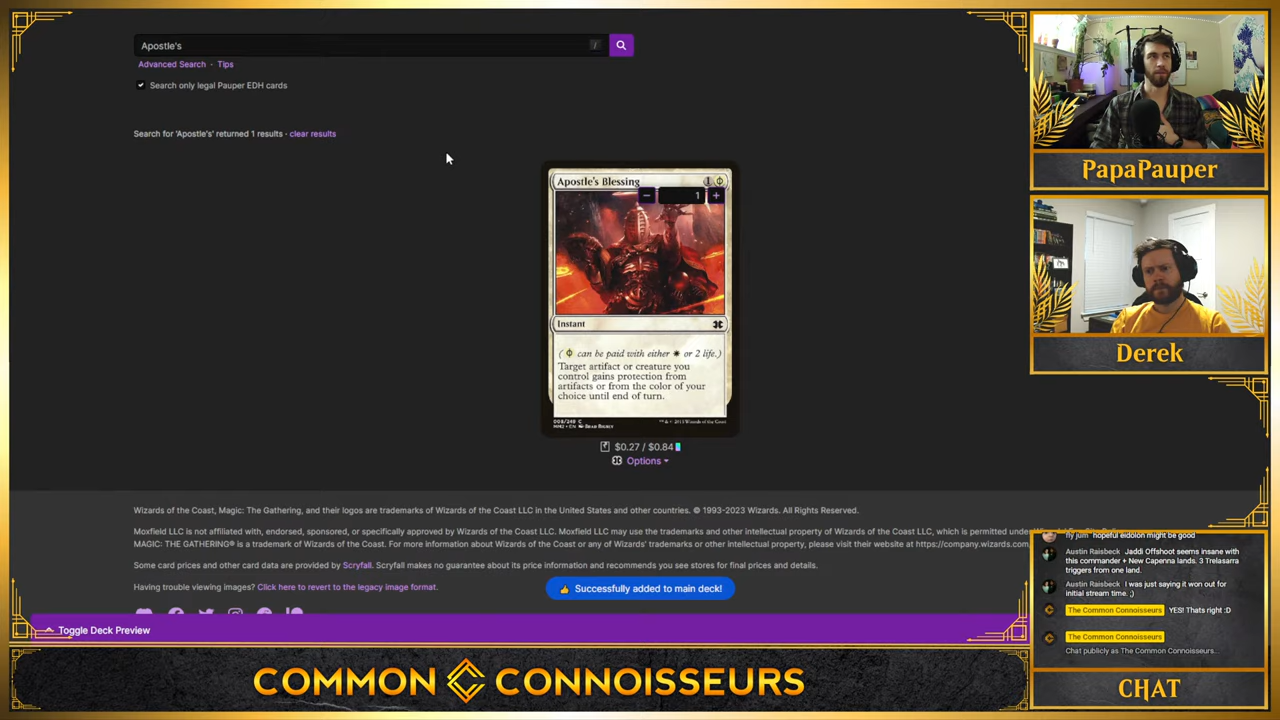 Apostle's
/
Advanced Search · Tips
Search only legal Pauper EDH cards
Search for 'Apostle's' returned 1 results · clear results
Apostle's Blessing 1
1
Instant
( can be paid with either or 2 life.)
Target artifact or creature you
control gains protection from
artifacts or from the color of your
choice until end of turn.
$0.27 / $0.84
Options
Wizards of the Coast, Magic: The Gathering, and their logos are trademarks of Wizards of the Coast LLC in the United States and other countries. © 1993-2023 Wizards. All Rights Reserved.
Moxfield LLC is not affiliated with, endorsed, sponsored, or specifically approved by Wizards of the Coast LLC. Moxfield LLC may use the trademarks and other intellectual property of Wizards of the Coast LLC, which is permitted under
MAGIC: THE GATHERING® is a trademark of Wizards of the Coast. For more information about Wizards of the Coast or any of Wizards' trademarks or other intellectual property, please visit their website at https://company.wizards.com
Some card prices and other card data are provided by Scryfall. Scryfall makes no guarantee about its price information and recommends you see stores for final prices and details.
Having trouble viewing images? Click here to revert to the legacy image format.
Successfully added to main deck!
Toggle Deck Preview
COMMON CONNOISSEURS
PapaPauper
Derek
hopeful eidolon might be good
Austin Raisbeck Jaddi Offshoot seems insane with
this commander + New Capenna lands. 3 Trelasarra
triggers from one land.
Austin Raisbeck I was just saying it won out for
initial stream time. ;)
The Common Connoisseurs YES! Thats right :D
The Common Connoisseurs
Chat publicly as The Common Connoisseurs...
CHAT